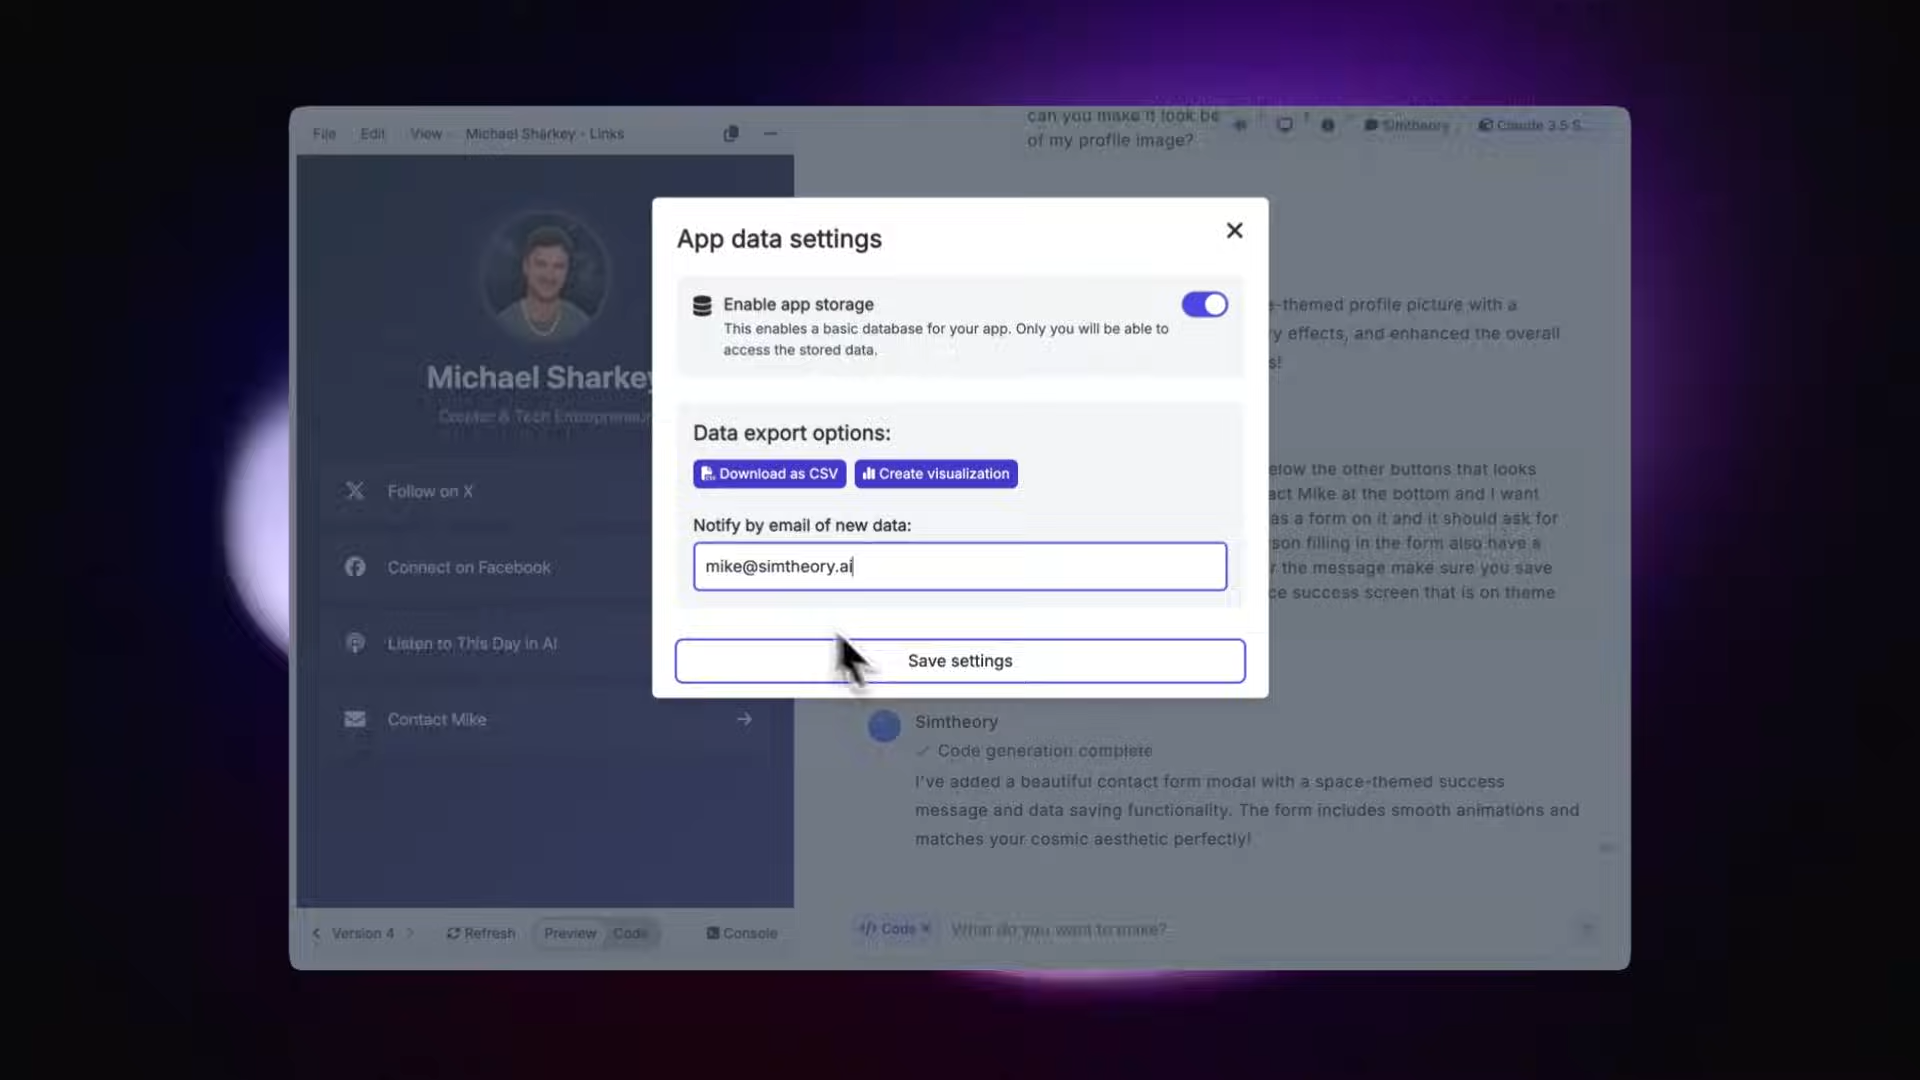 File Edit View Michael Sharkey - Links
can you make it look be
of my profile image?
Simtheory Claude 3.5 S
App data settings
Enable app storage
This enables a basic database for your app. Only you will be able to
access the stored data.
-themed profile picture with a
y effects, and enhanced the overall
s!
Michael Sharkey
Creator & Tech Entrepreneur
Data export options:
Download as CSV Create visualization
Follow on X
elow the other buttons that looks
act Mike at the bottom and I want
as a form on it and it should ask for
son filling in the form also have a
r the message make sure you save
ce success screen that is on theme
Notify by email of new data:
mike@simtheory.ai
Connect on Facebook
Listen to This Day in AI
Save settings
Contact Mike
Simtheory
Code generation complete
I've added a beautiful contact form modal with a space-themed success
message and data saving functionality. The form includes smooth animations and
matches your cosmic aesthetic perfectly!
Version 4 Refresh Preview Code Console
</> Code × What do you want to make?